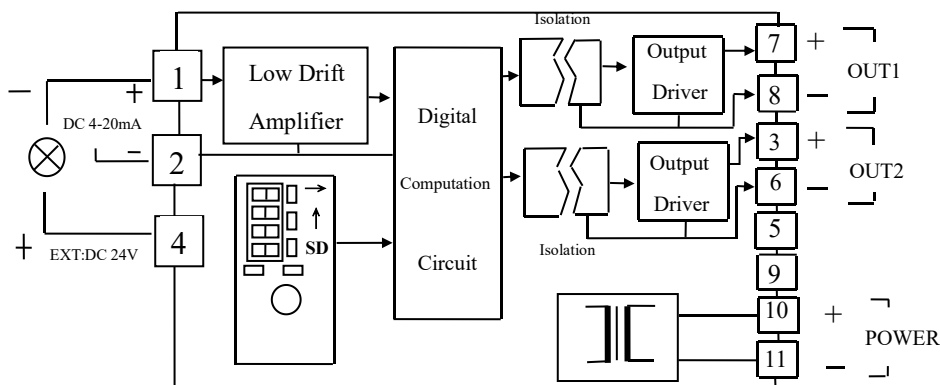 Isolation
1
Low Drift
Amplifier
Digital
Computation
Circuit
Output
Driver
7
+
8
−
OUT1
−
+
DC 4-20mA
−
2
3
+
6
−
OUT2
Output
Driver
Isolation
SD
4
+
EXT:DC 24V
5
9
10
+
11
−
POWER